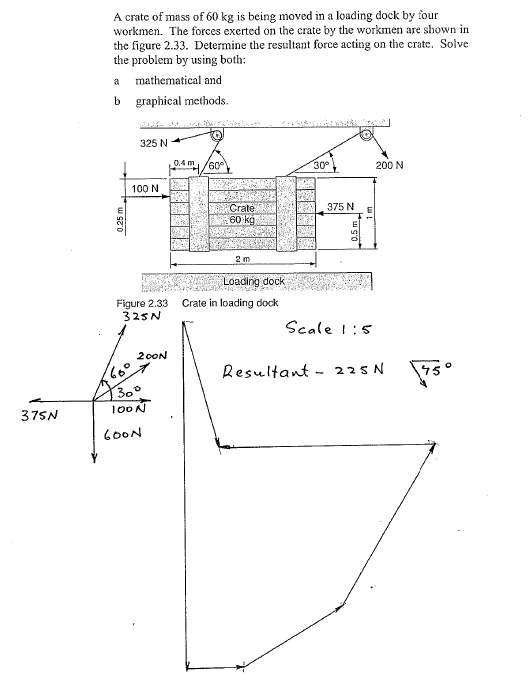 A crate of mass of 60 kg is being moved in a loading dock by four
workmen. The forces exerted on the crate by the workmen are shown in
the figure 2.33. Determine the resultant force acting on the crate. Solve
the problem by using both:
a mathematical and
b graphical methods.
325 N
0.4 m
60°
30°
200 N
100 N
0.25 m
Crate
60 kg
375 N
0.5 m
1 m
2 m
Loading dock
Figure 2.33 Crate in loading dock
325N
200N
60°
30°
375N
100N
600N
Scale 1:5
Resultant - 225N 75°